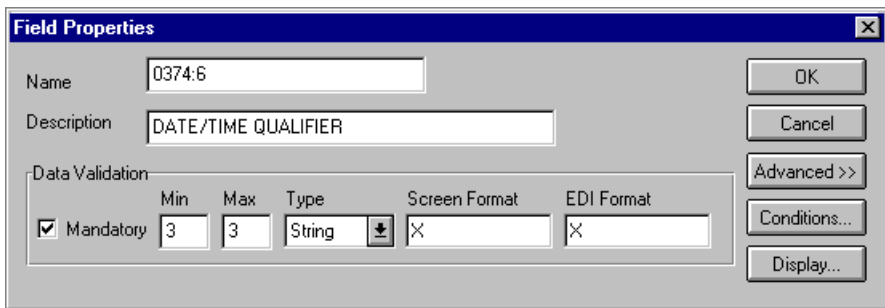 Field Properties
Name 0374:6 OK
Description DATE/TIME QUALIFIER Cancel
Data Validation Advanced >>
Min Max Type Screen Format EDI Format
Mandatory 3 3 String X X Conditions...
Display...